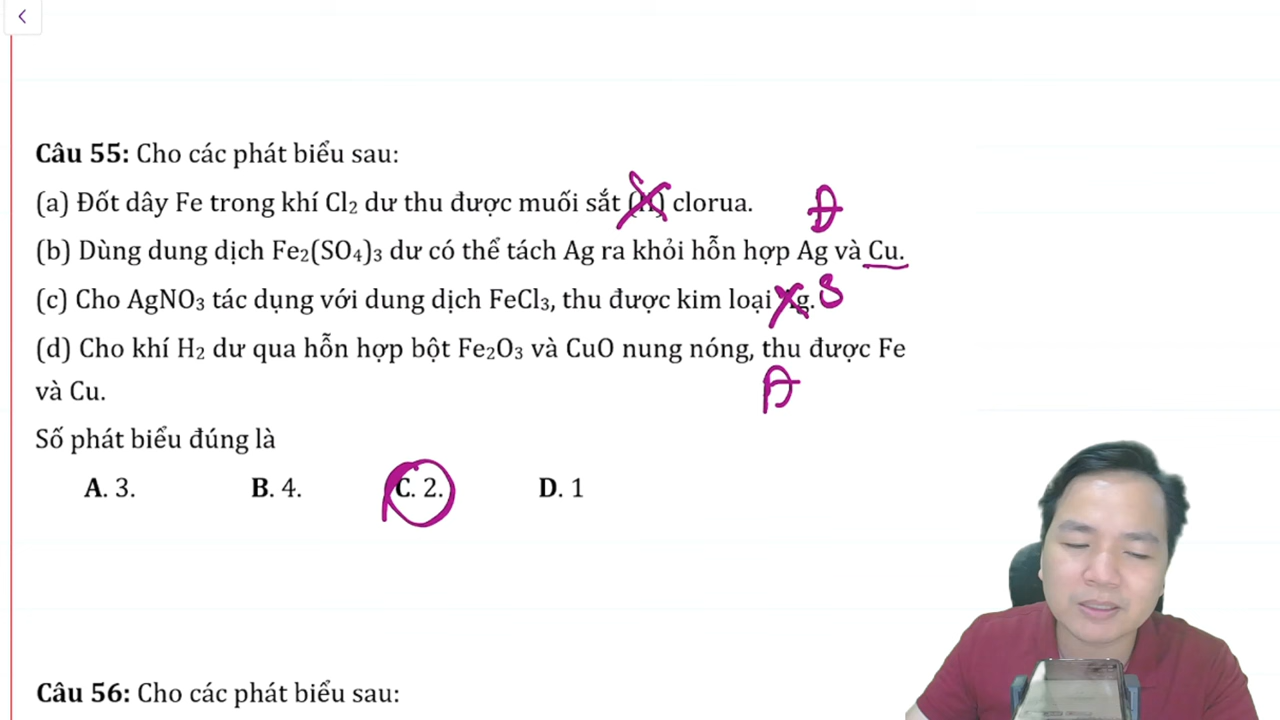 Câu 55: Cho các phát biểu sau:
(a) Đốt dây Fe trong khí Cl₂ dư thu được muối sắt (II) clorua. S
(b) Dùng dung dịch Fe₂(SO₄)₃ dư có thể tách Ag ra khỏi hỗn hợp Ag và Cu. Đ
(c) Cho AgNO₃ tác dụng với dung dịch FeCl₃, thu được kim loại Ag. S
(d) Cho khí H₂ dư qua hỗn hợp bột Fe₂O₃ và CuO nung nóng, thu được Fe
và Cu. Đ
Số phát biểu đúng là
A. 3. B. 4. C. 2. D. 1
Câu 56: Cho các phát biểu sau: